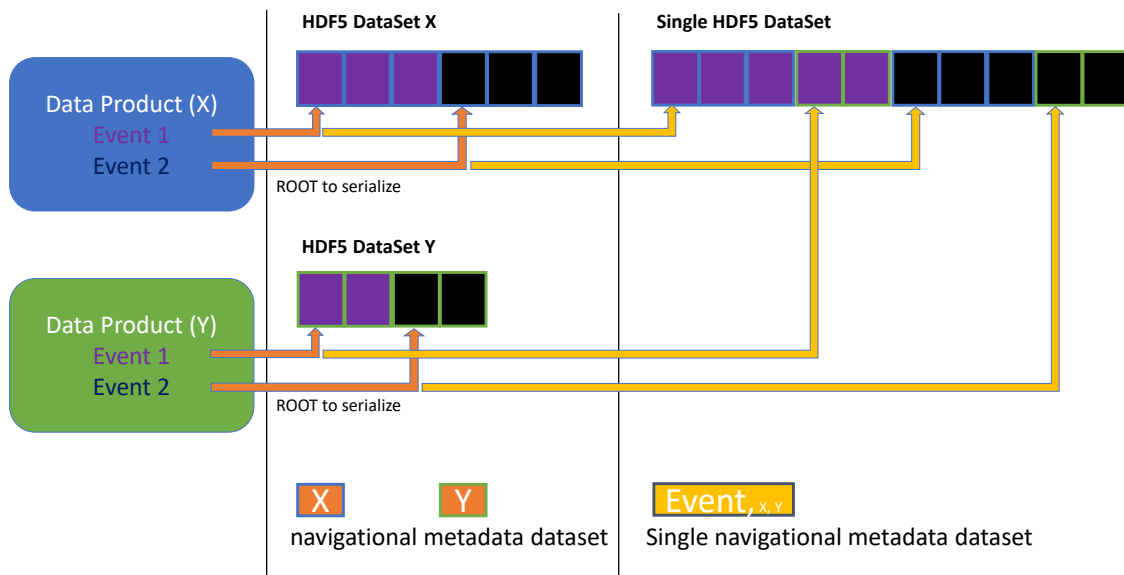 HDF5 DataSet X
Single HDF5 DataSet
Data Product (X)
Event 1
Event 2
ROOT to serialize
HDF5 DataSet Y
Data Product (Y)
Event 1
Event 2
ROOT to serialize
X
Y
Event, X, Y
navigational metadata dataset
Single navigational metadata dataset